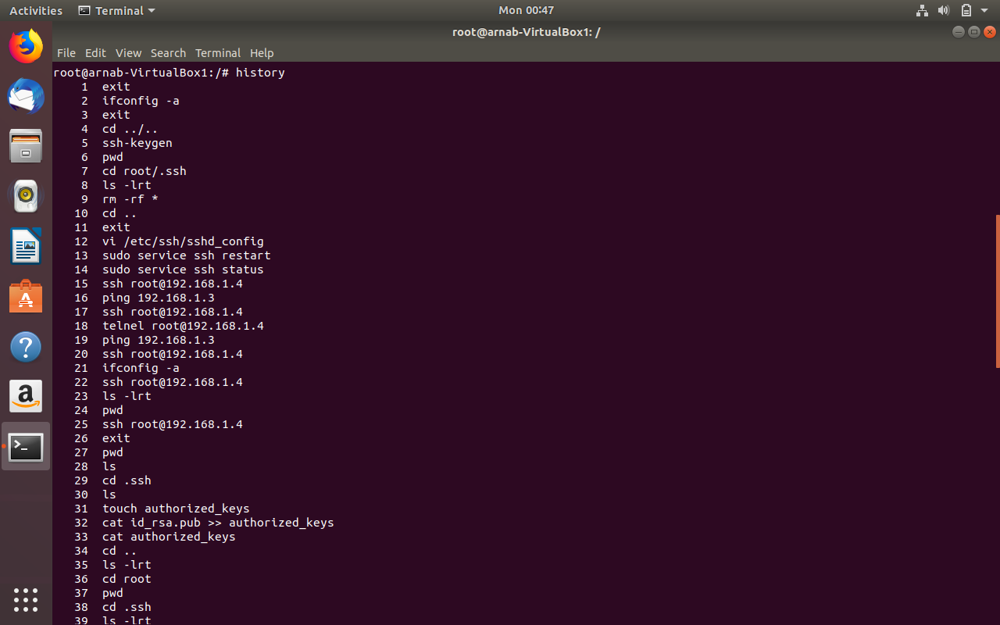 Activities Terminal Mon 00:47
root@arnab-VirtualBox1: /
File Edit View Search Terminal Help
root@arnab-VirtualBox1:/# history
1 exit
2 ifconfig -a
3 exit
4 cd ../..
5 ssh-keygen
6 pwd
7 cd root/.ssh
8 ls -lrt
9 rm -rf *
10 cd ..
11 exit
12 vi /etc/ssh/sshd_config
13 sudo service ssh restart
14 sudo service ssh status
15 ssh root@192.168.1.4
16 ping 192.168.1.3
17 ssh root@192.168.1.4
18 telnel root@192.168.1.4
19 ping 192.168.1.3
20 ssh root@192.168.1.4
21 ifconfig -a
22 ssh root@192.168.1.4
23 ls -lrt
24 pwd
25 ssh root@192.168.1.4
26 exit
27 pwd
28 ls
29 cd .ssh
30 ls
31 touch authorized_keys
32 cat id_rsa.pub >> authorized_keys
33 cat authorized_keys
34 cd ..
35 ls -lrt
36 cd root
37 pwd
38 cd .ssh
39 ls -lrt